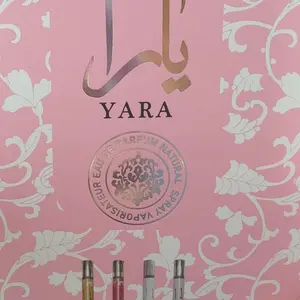 يارا
YARA
EAU DE PARFUM NATURAL SPRAY VAPORISATEUR